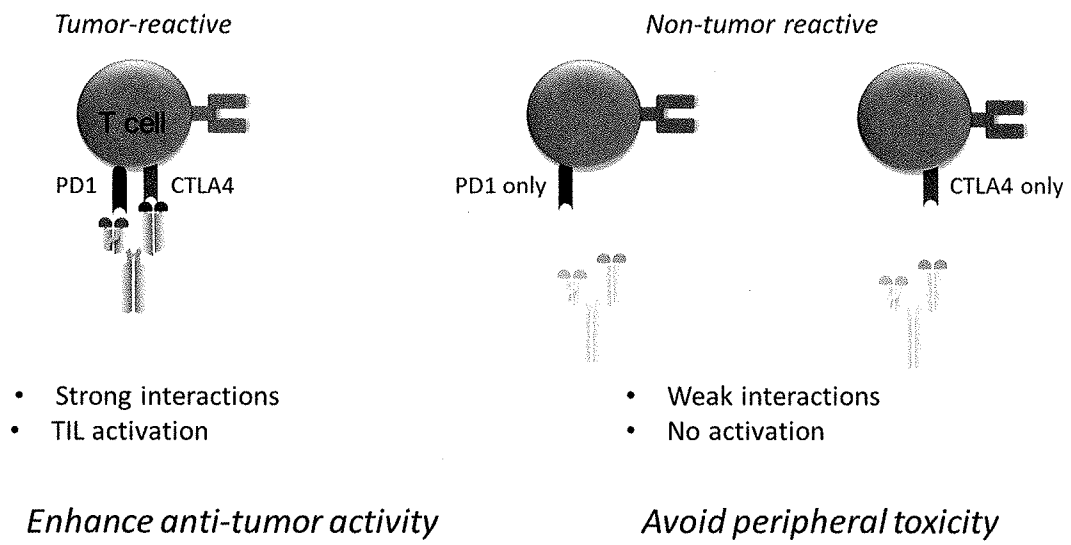 Tumor-reactive
Non-tumor reactive
T cell
PD1
CTLA4
PD1 only
CTLA4 only
• Strong interactions
• TIL activation
• Weak interactions
• No activation
Enhance anti-tumor activity
Avoid peripheral toxicity